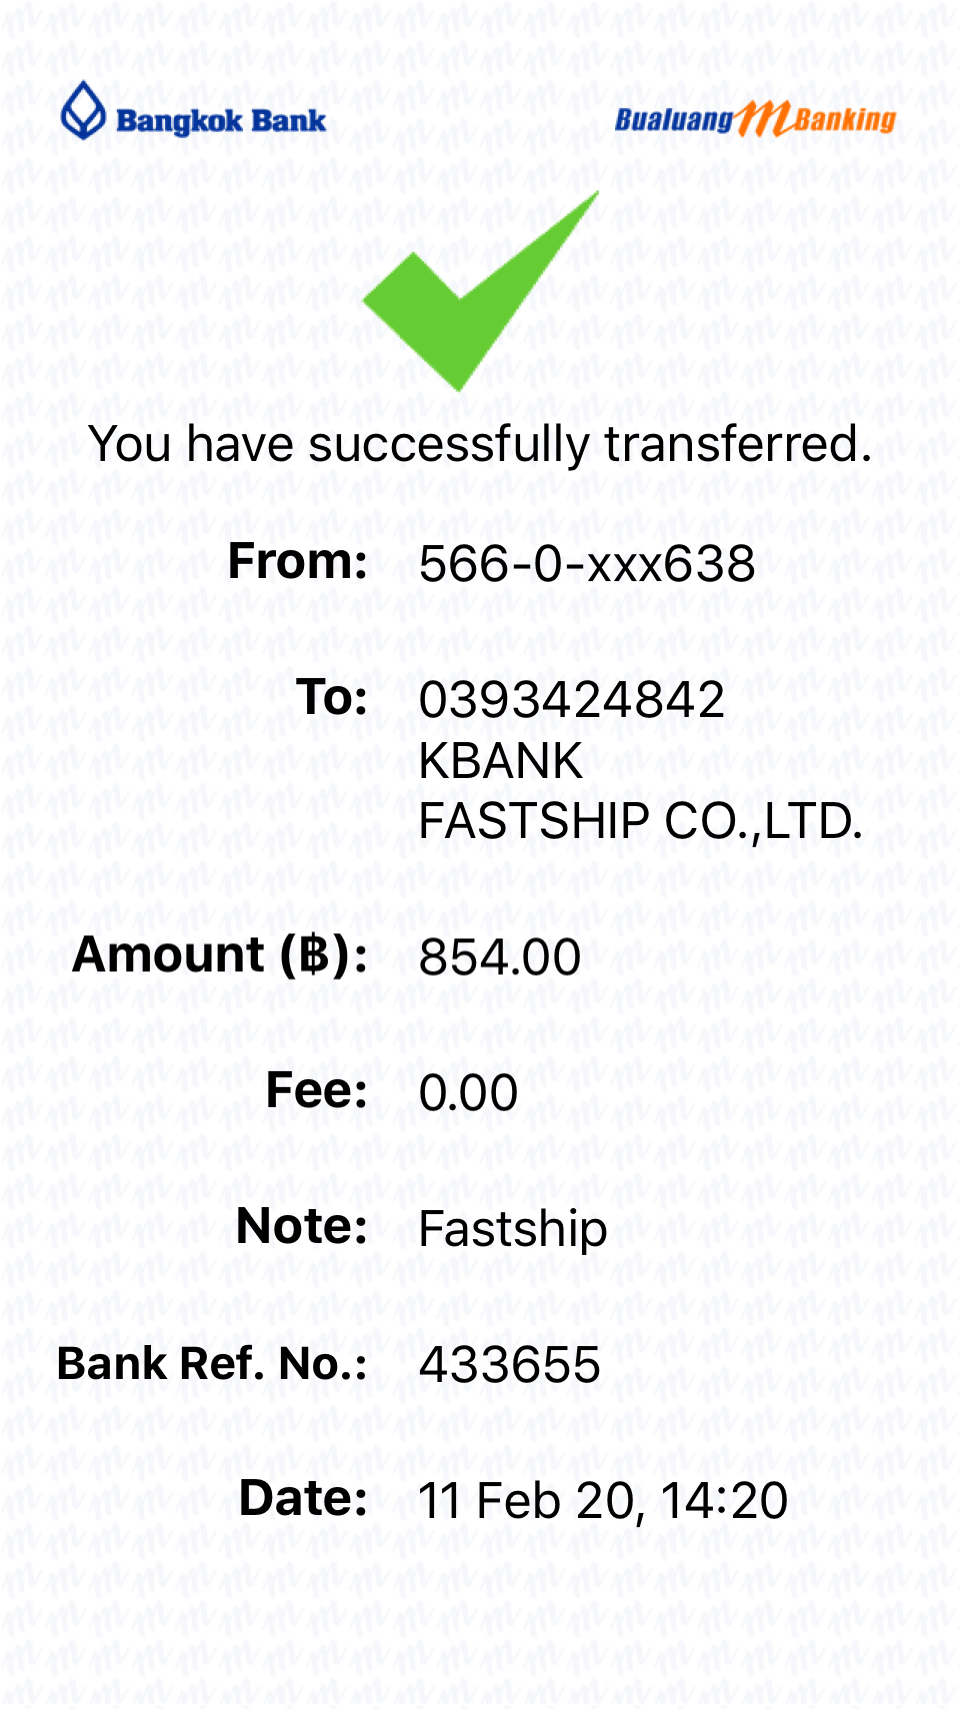 Bangkok Bank
Bualuang mBanking
You have successfully transferred.
From: 566-0-xxx638
To: 0393424842
KBANK
FASTSHIP CO.,LTD.
Amount (฿): 854.00
Fee: 0.00
Note: Fastship
Bank Ref. No.: 433655
Date: 11 Feb 20, 14:20